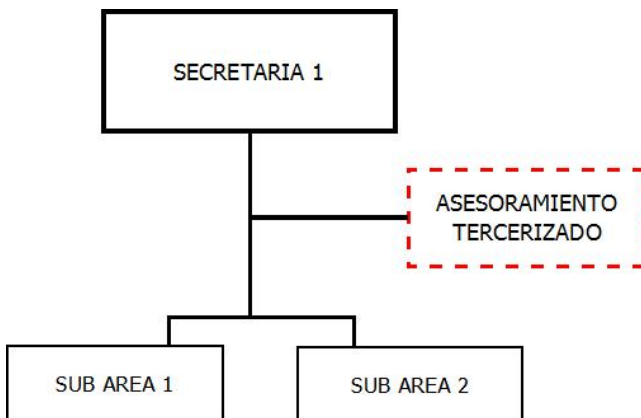 SECRETARIA 1
ASESORAMIENTO
TERCERIZADO
SUB AREA 1
SUB AREA 2